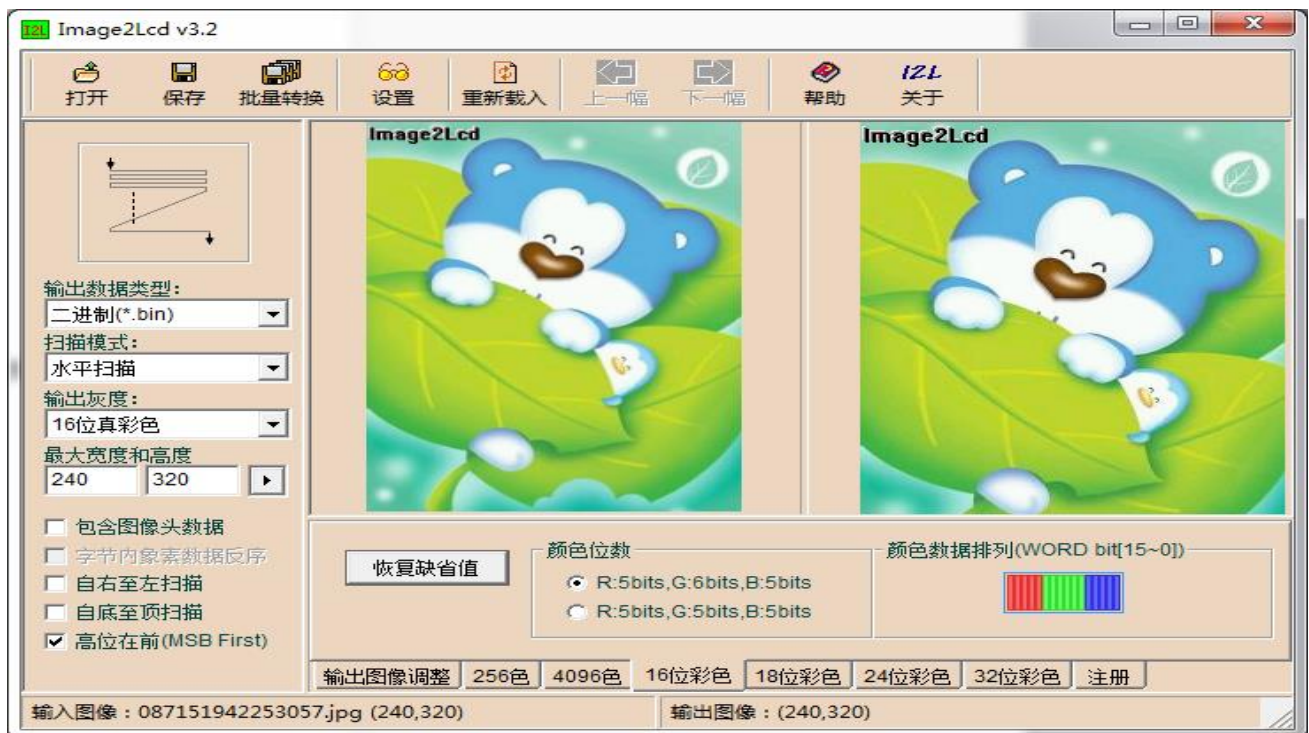 I2L Image2Lcd v3.2
打开 保存 批量转换 设置 重新载入 上一幅 下一幅 帮助 I2L 关于
Image2Lcd Image2Lcd
输出数据类型:
二进制(*.bin)
扫描模式:
水平扫描
输出灰度:
16位真彩色
最大宽度和高度
240 320
包含图像头数据
字节内象素数据反序
自右至左扫描
自底至顶扫描
高位在前(MSB First)
恢复缺省值
颜色位数
R:5bits,G:6bits,B:5bits
R:5bits,G:5bits,B:5bits
颜色数据排列(WORD bit[15~0])
输出图像调整 256色 4096色 16位彩色 18位彩色 24位彩色 32位彩色 注册
输入图像:087151942253057.jpg (240,320) 输出图像:(240,320)